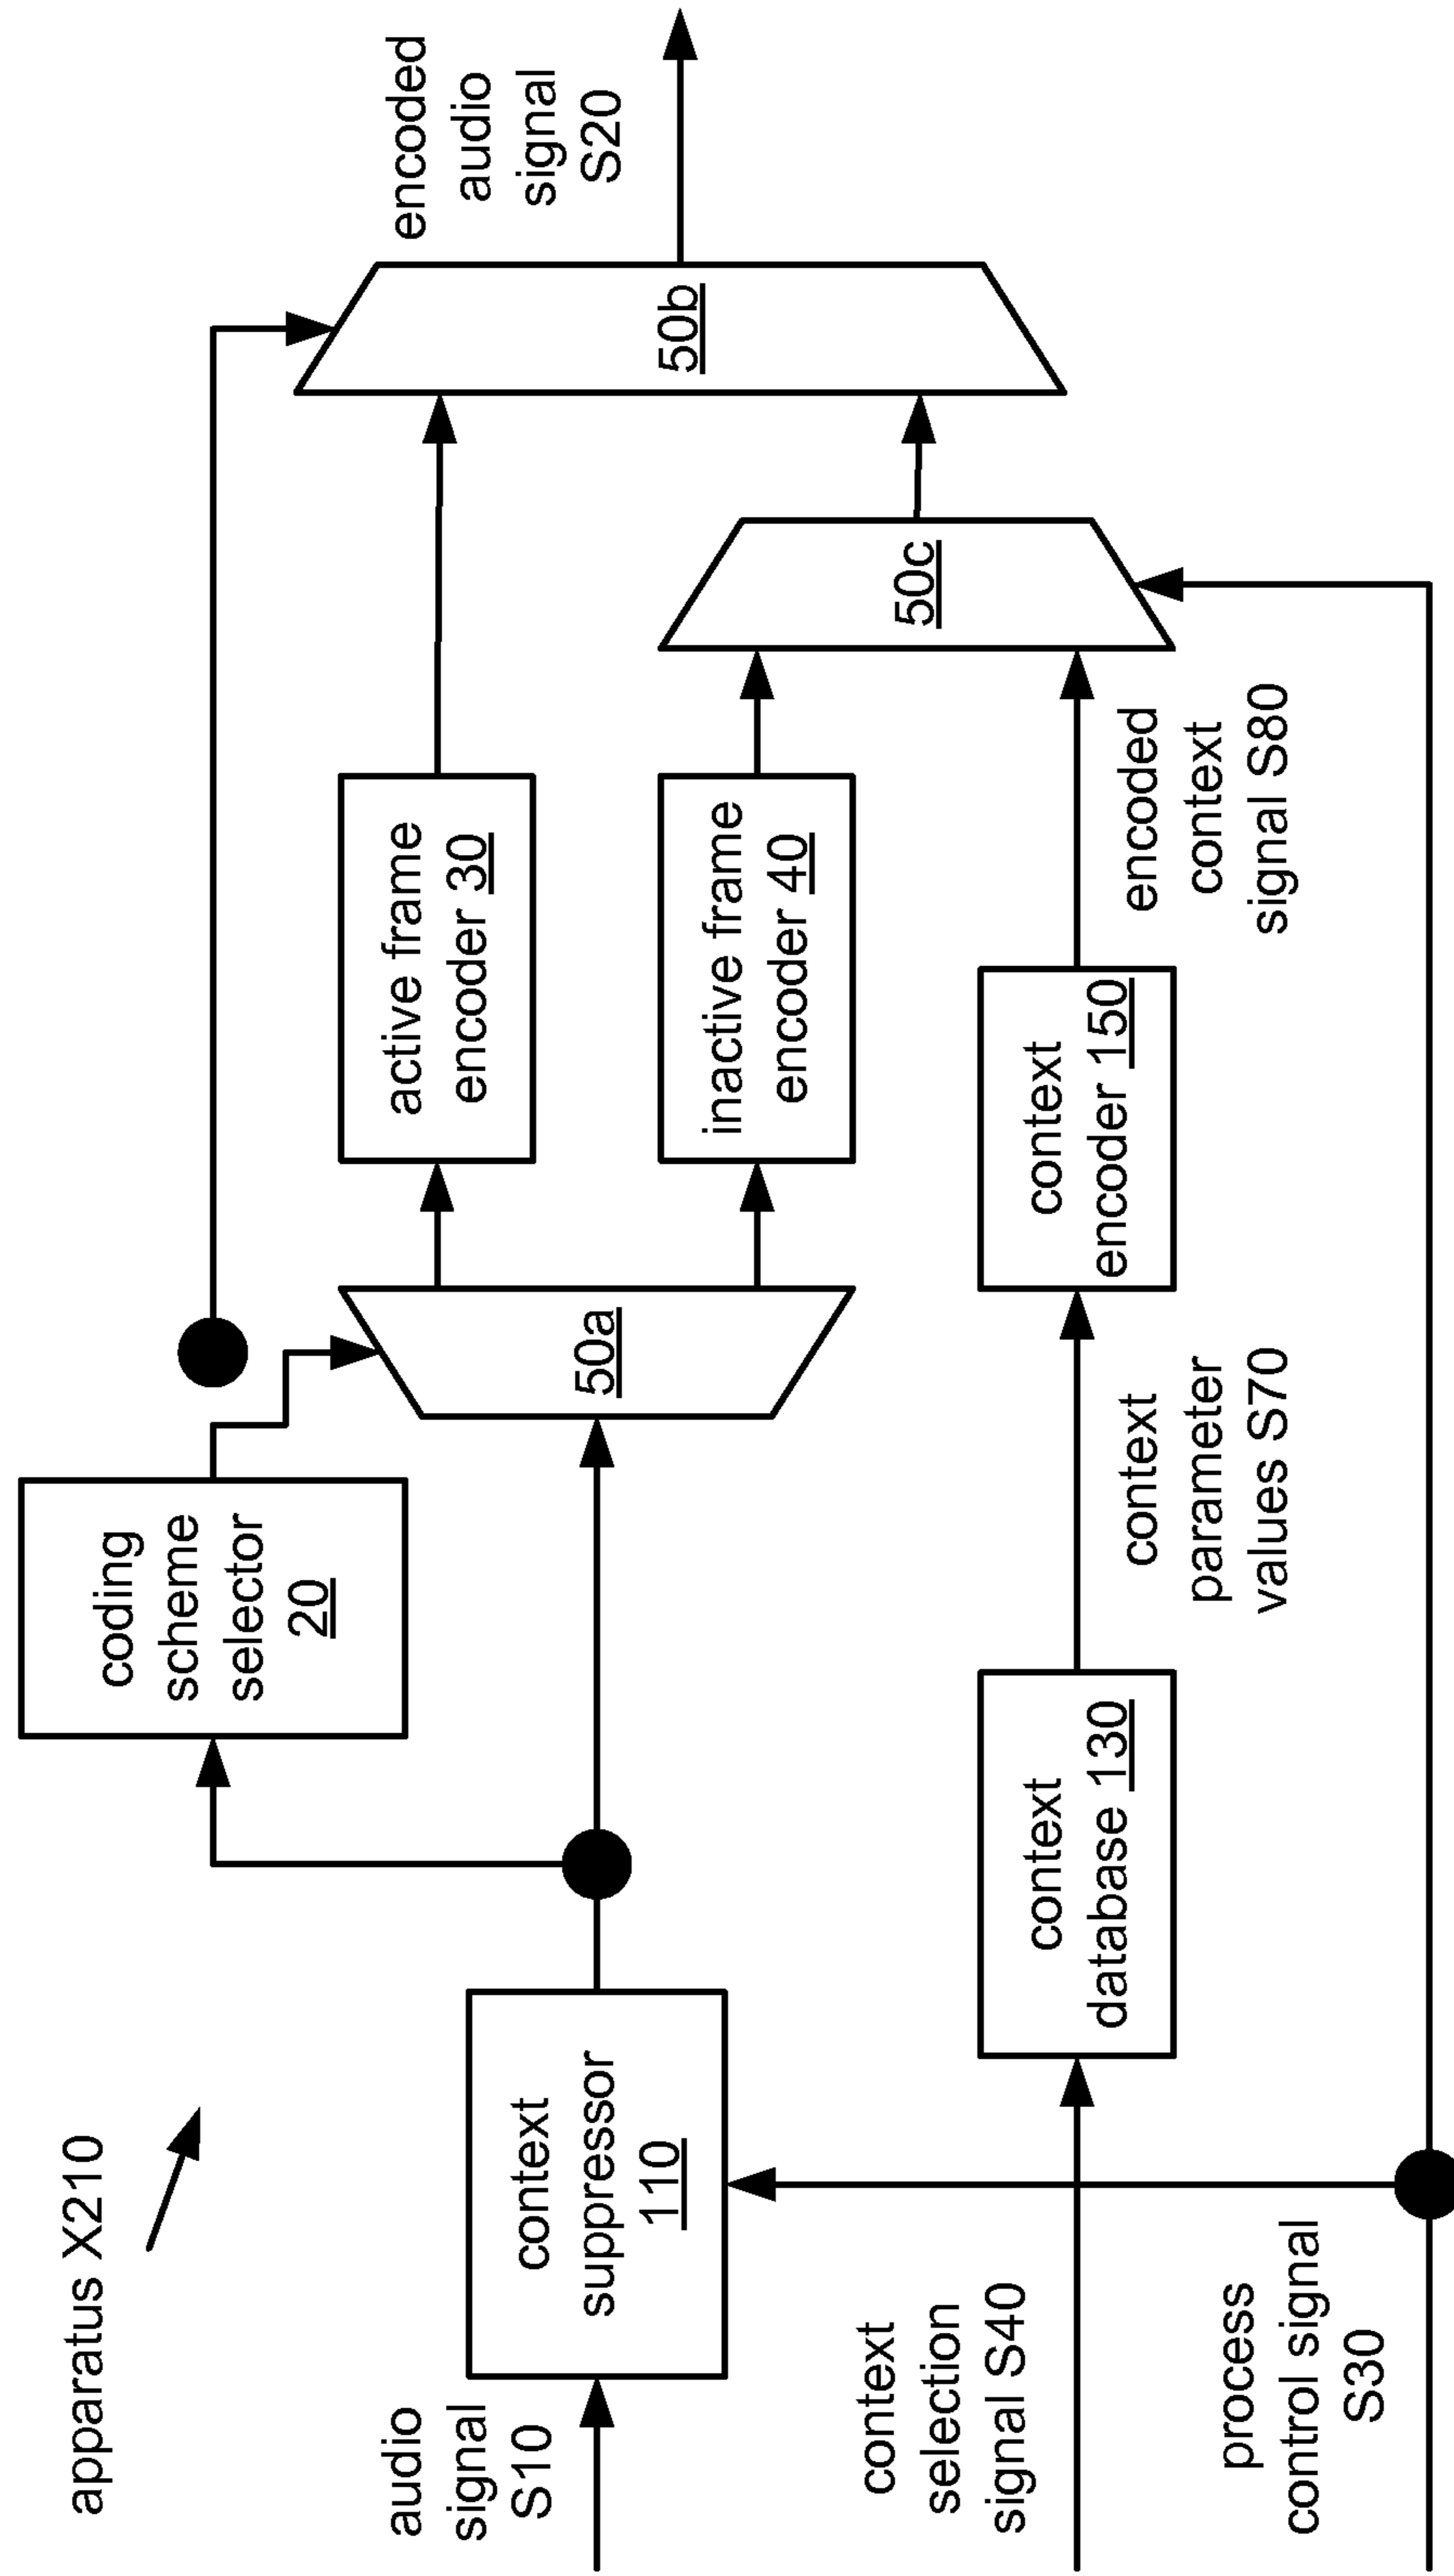 apparatus X210
audio
signal
S10
context
suppressor
110
coding
scheme
selector
20
50a
active frame
encoder 30
inactive frame
encoder 40
50b
encoded
audio
signal
S20
50c
context
selection
signal S40
context
database 130
context
parameter
values S70
context
encoder 150
encoded
context
signal S80
process
control signal
S30